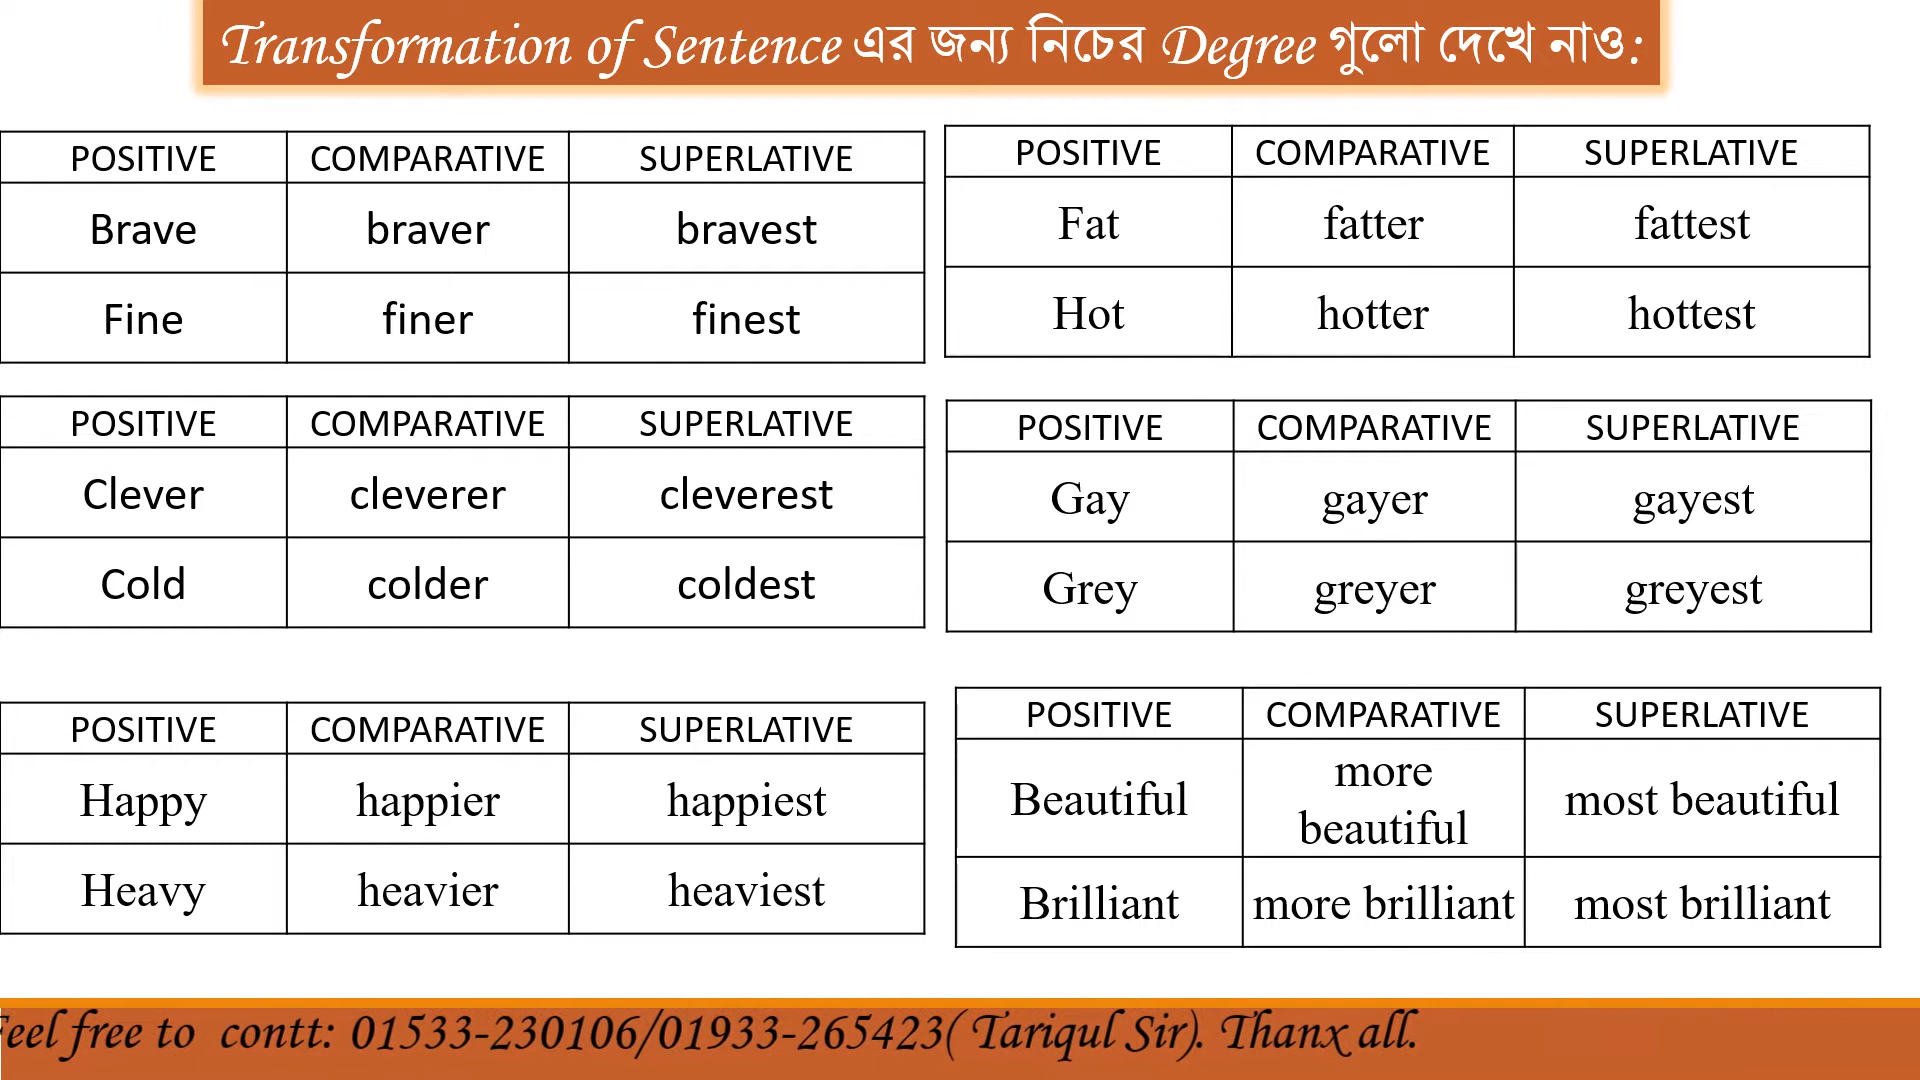 Transformation of Sentence এর জন্য নিচের Degree গুলো দেখে নাও:
POSITIVE COMPARATIVE SUPERLATIVE
Brave braver bravest
Fine finer finest
POSITIVE COMPARATIVE SUPERLATIVE
Fat fatter fattest
Hot hotter hottest
POSITIVE COMPARATIVE SUPERLATIVE
Clever cleverer cleverest
Cold colder coldest
POSITIVE COMPARATIVE SUPERLATIVE
Gay gayer gayest
Grey greyer greyest
POSITIVE COMPARATIVE SUPERLATIVE
Happy happier happiest
Heavy heavier heaviest
POSITIVE COMPARATIVE SUPERLATIVE
Beautiful more beautiful most beautiful
Brilliant more brilliant most brilliant
Feel free to contt: 01533-230106/01933-265423( Tariqul Sir). Thanx all.